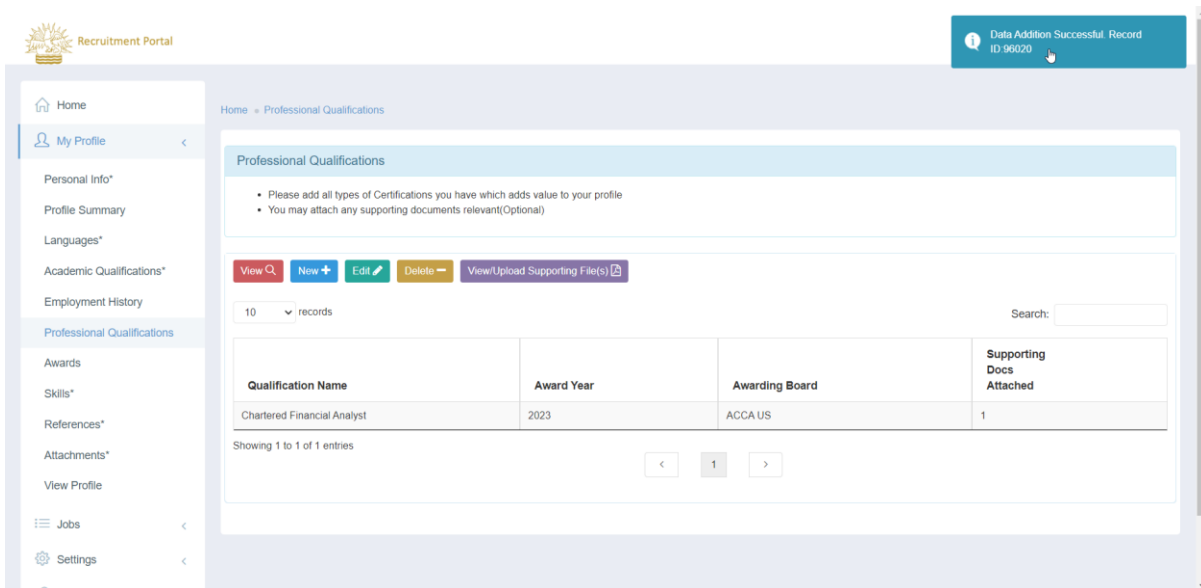 Recruitment Portal
Data Addition Successful. Record
ID:96020
Home
My Profile
Personal Info*
Profile Summary
Languages*
Academic Qualifications*
Employment History
Professional Qualifications
Awards
Skills*
References*
Attachments*
View Profile
Jobs
Settings
Home Professional Qualifications
Professional Qualifications
• Please add all types of Certifications you have which adds value to your profile
• You may attach any supporting documents relevant(Optional)
View New Edit Delete View/Upload Supporting File(s)
10 records Search:
Qualification Name Award Year Awarding Board Supporting
Docs
Attached
Chartered Financial Analyst 2023 ACCA US 1
Showing 1 to 1 of 1 entries
< 1 >